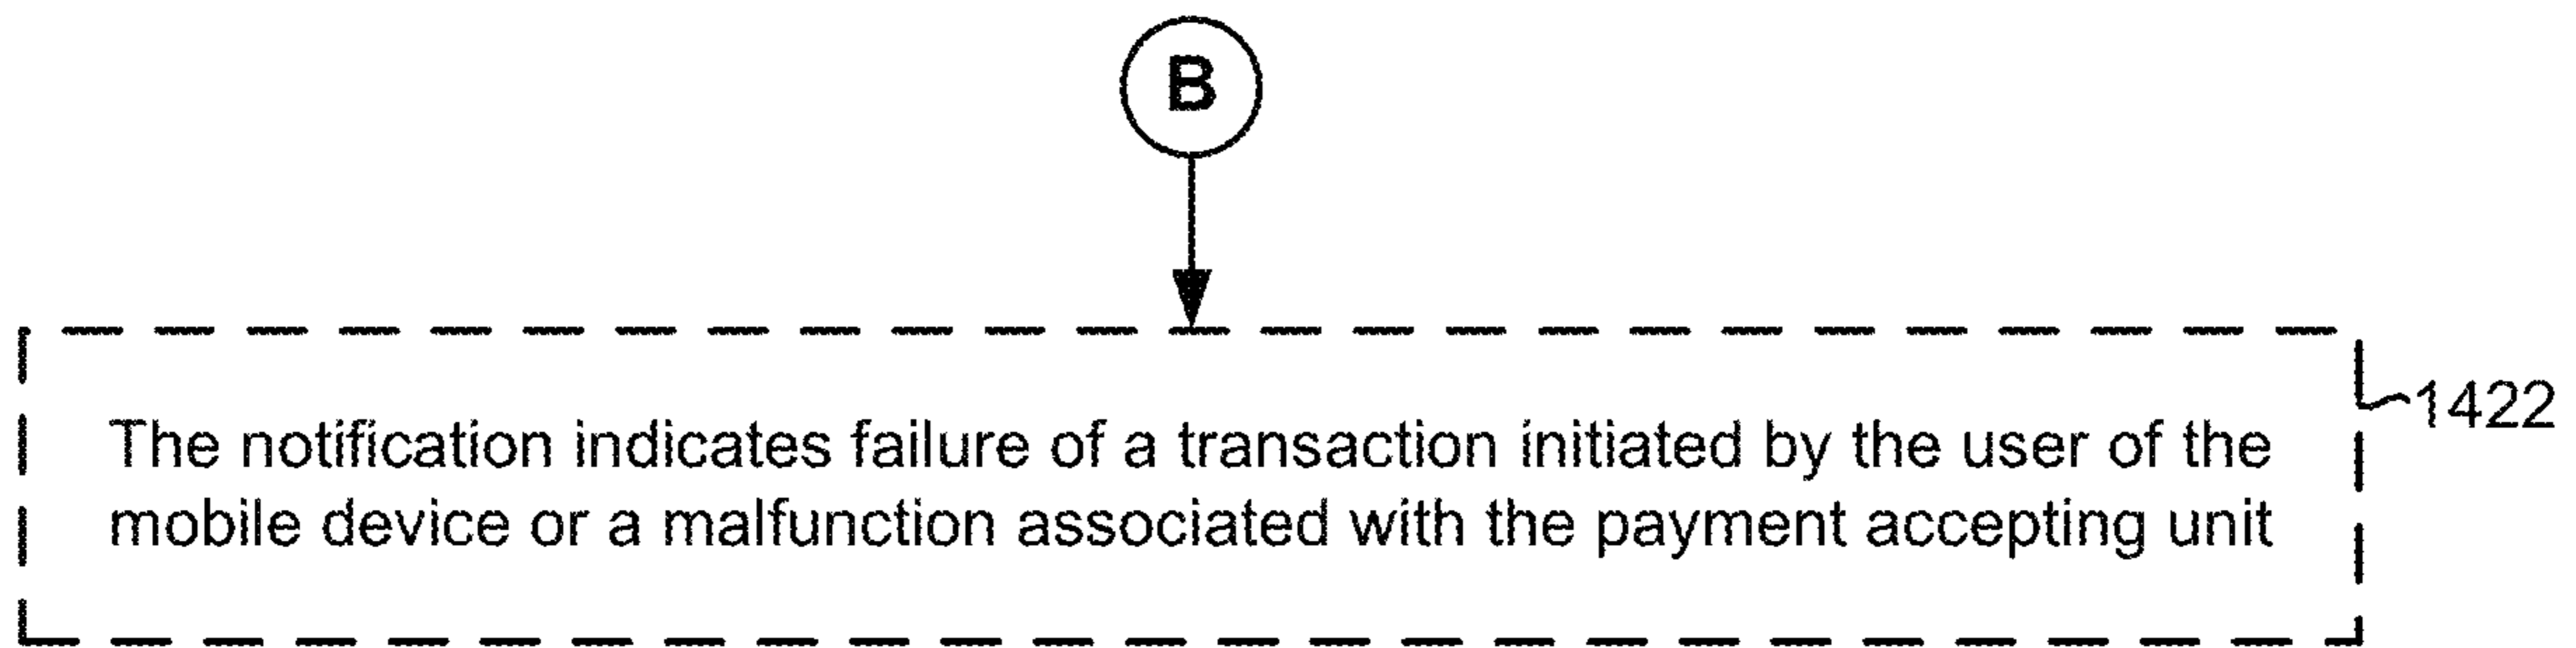 B
The notification indicates failure of a transaction initiated by the user of the
mobile device or a malfunction associated with the payment accepting unit
1422